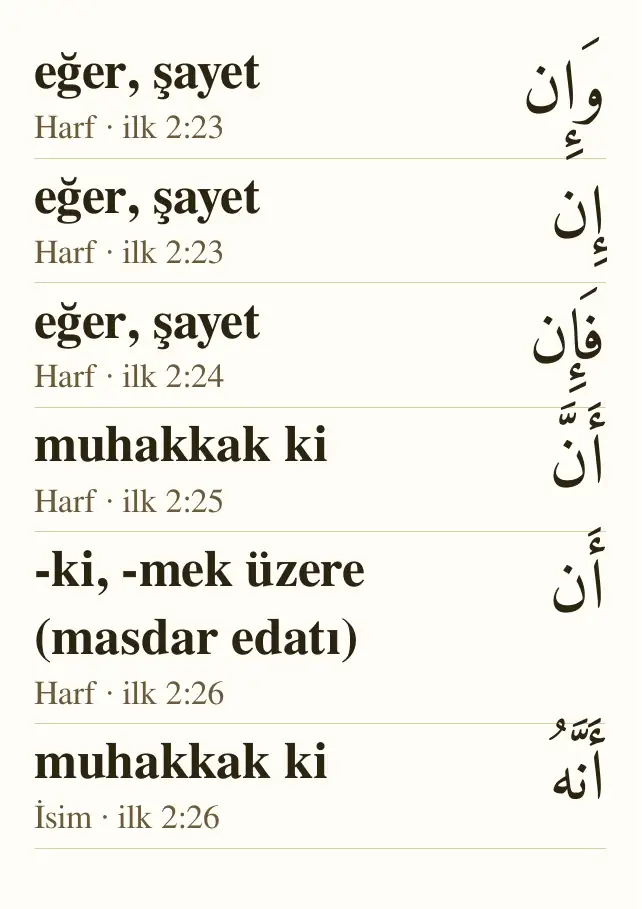 eğer, şayet وَإِن
Harf · ilk 2:23
eğer, şayet إِن
Harf · ilk 2:23
eğer, şayet فَإِن
Harf · ilk 2:24
muhakkak ki أَنَّ
Harf · ilk 2:25
-ki, -mek üzere أَن
(masdar edatı)
Harf · ilk 2:26
muhakkak ki أَنَّهُ
İsim · ilk 2:26